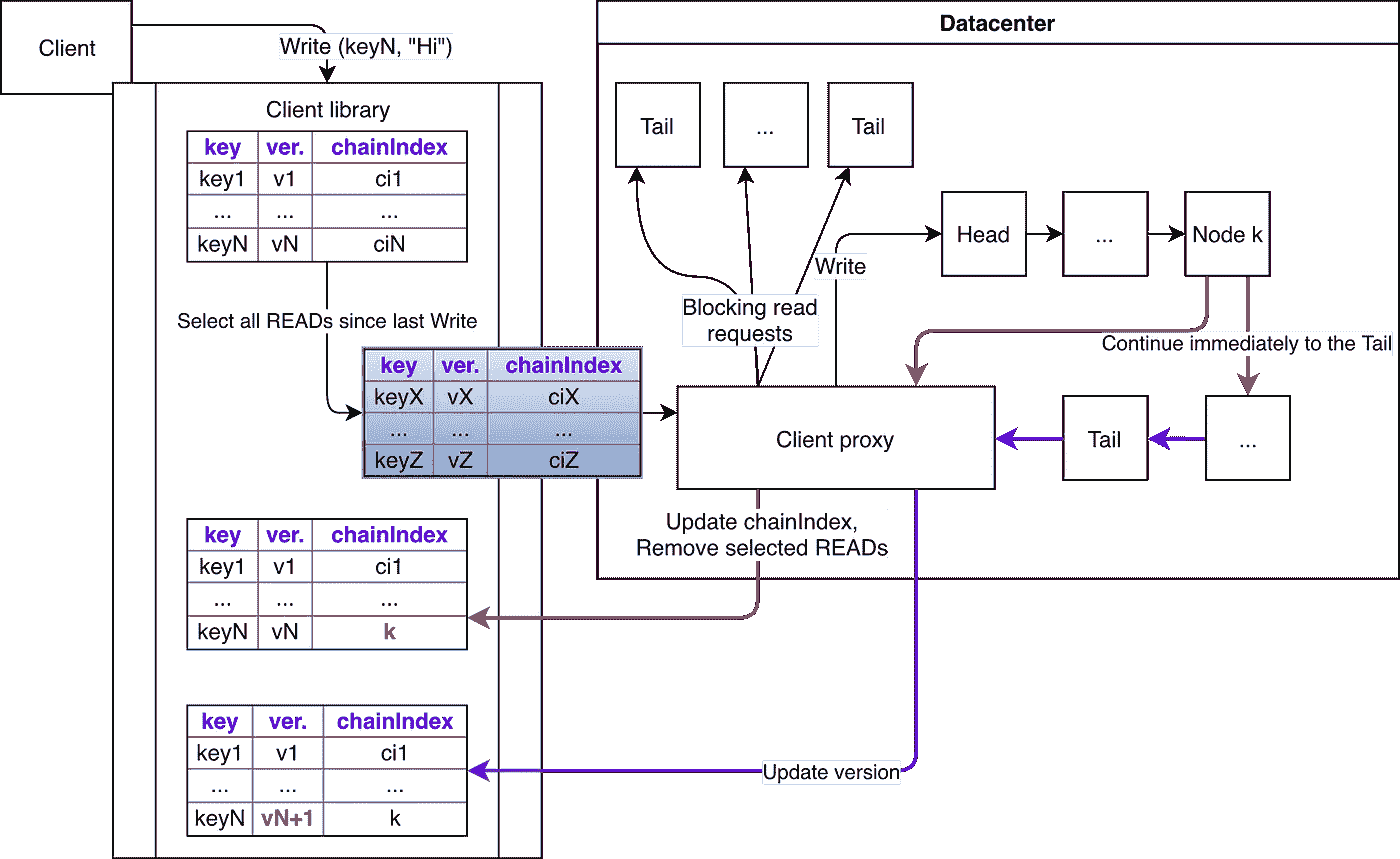 Client
Write (keyN, "Hi")
Datacenter
Client library
key ver. chainIndex
key1 v1 ci1
... ... ...
keyN vN ciN
Select all READs since last Write
key ver. chainIndex
keyX vX ciX
... ... ...
keyZ vZ ciZ
Tail
...
Tail
Head
...
Node k
Write
Blocking read
requests
Continue immediately to the Tail
Client proxy
Tail
...
Update chainIndex,
Remove selected READs
key ver. chainIndex
key1 v1 ci1
... ... ...
keyN vN k
key ver. chainIndex
key1 v1 ci1
... ... ...
keyN vN+1 k
Update version